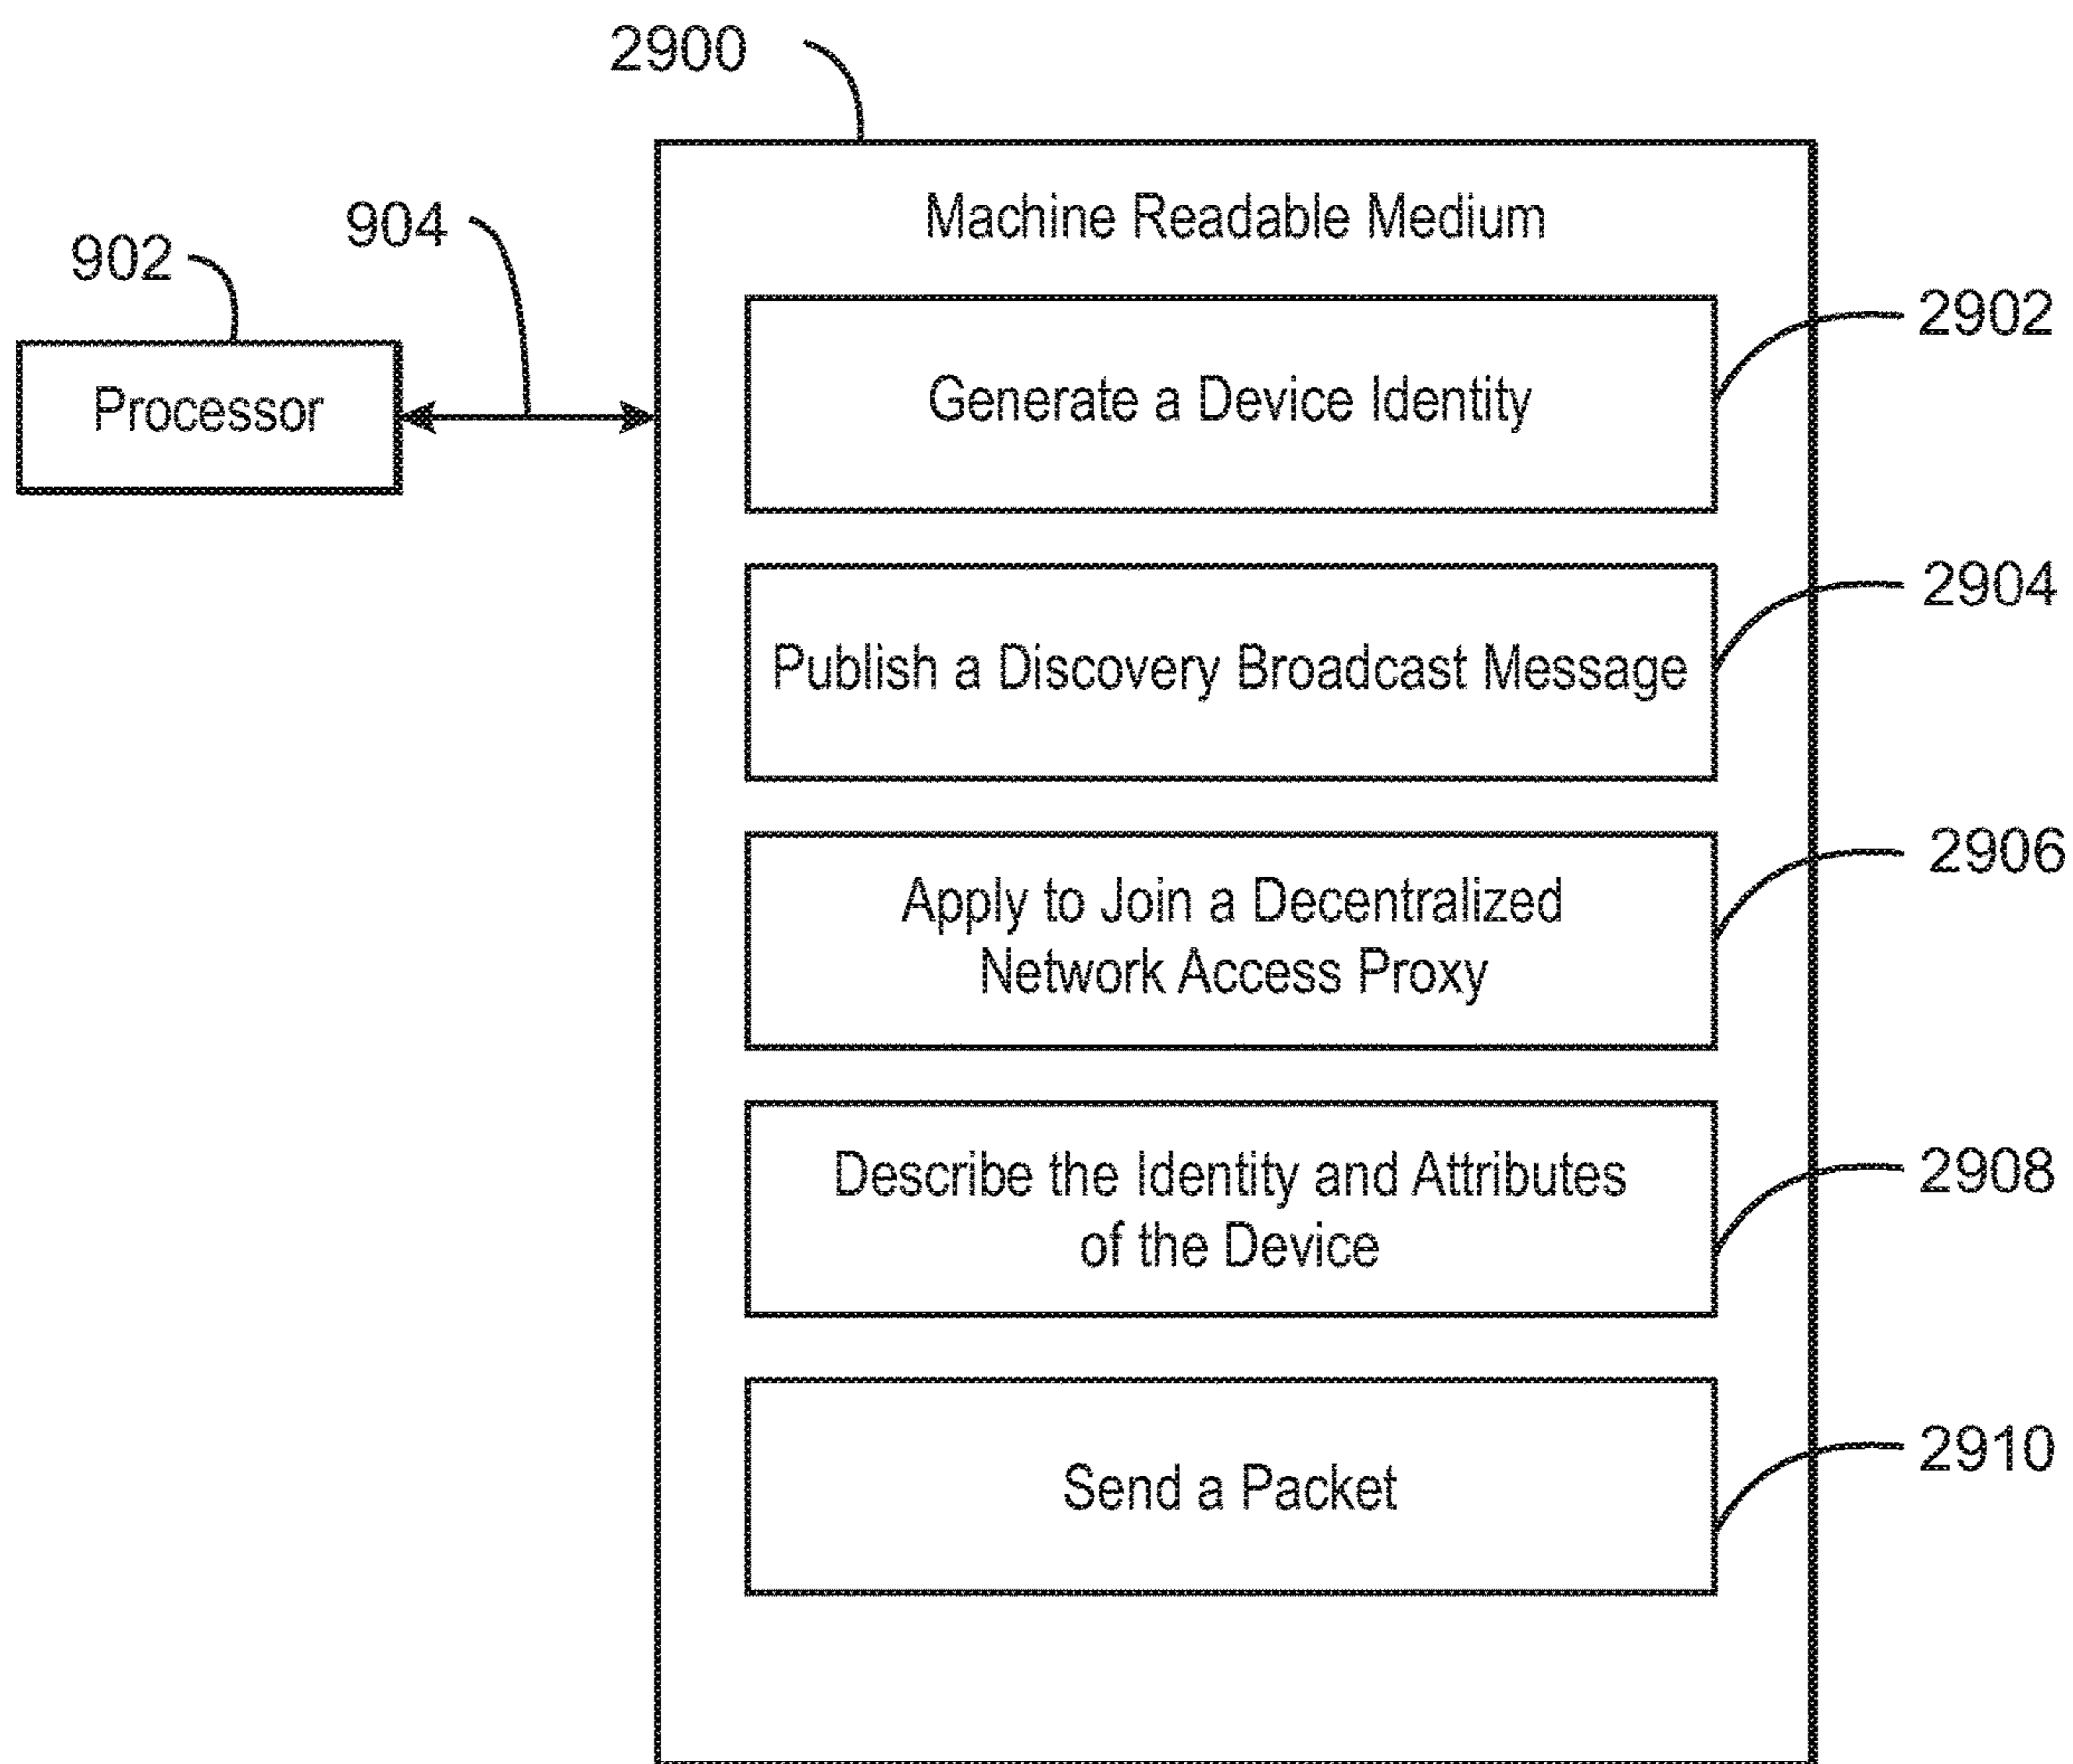 2900
Machine Readable Medium
904
902
Processor
2902
Generate a Device Identity
2904
Publish a Discovery Broadcast Message
2906
Apply to Join a Decentralized
Network Access Proxy
2908
Describe the Identity and Attributes
of the Device
2910
Send a Packet